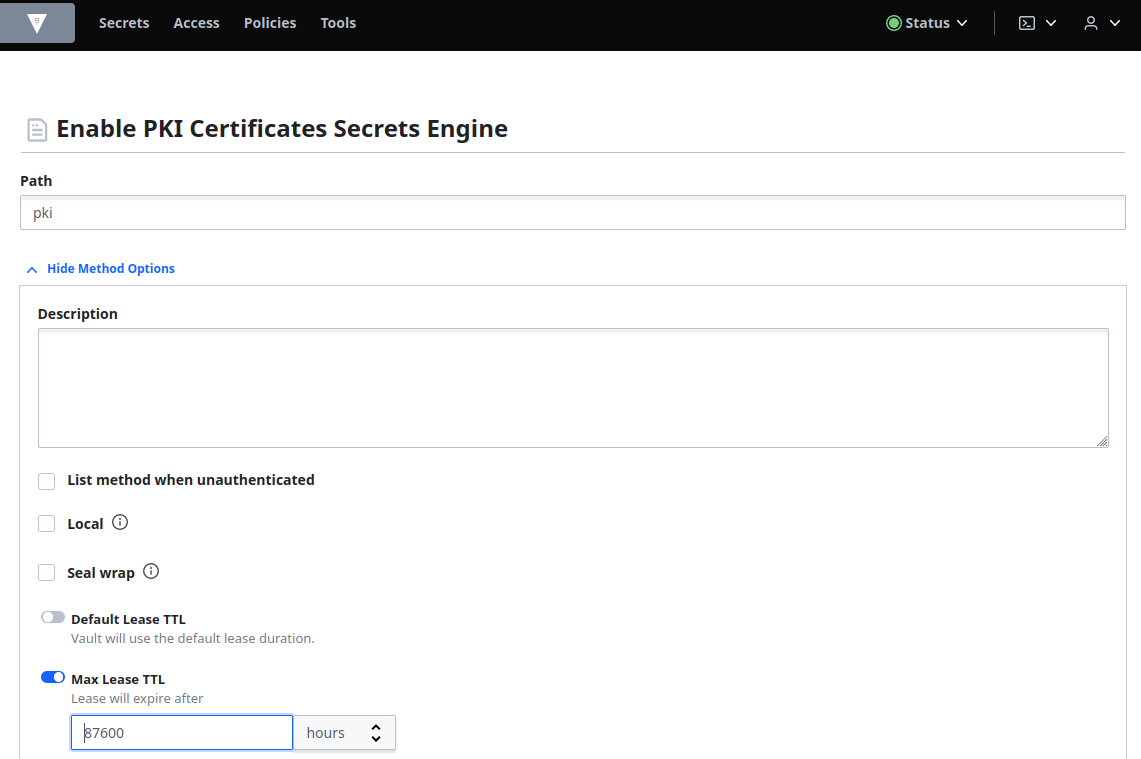 Secrets Access Policies Tools Status
Enable PKI Certificates Secrets Engine
Path
pki
Hide Method Options
Description
List method when unauthenticated
Local
Seal wrap
Default Lease TTL
Vault will use the default lease duration.
Max Lease TTL
Lease will expire after
87600 hours